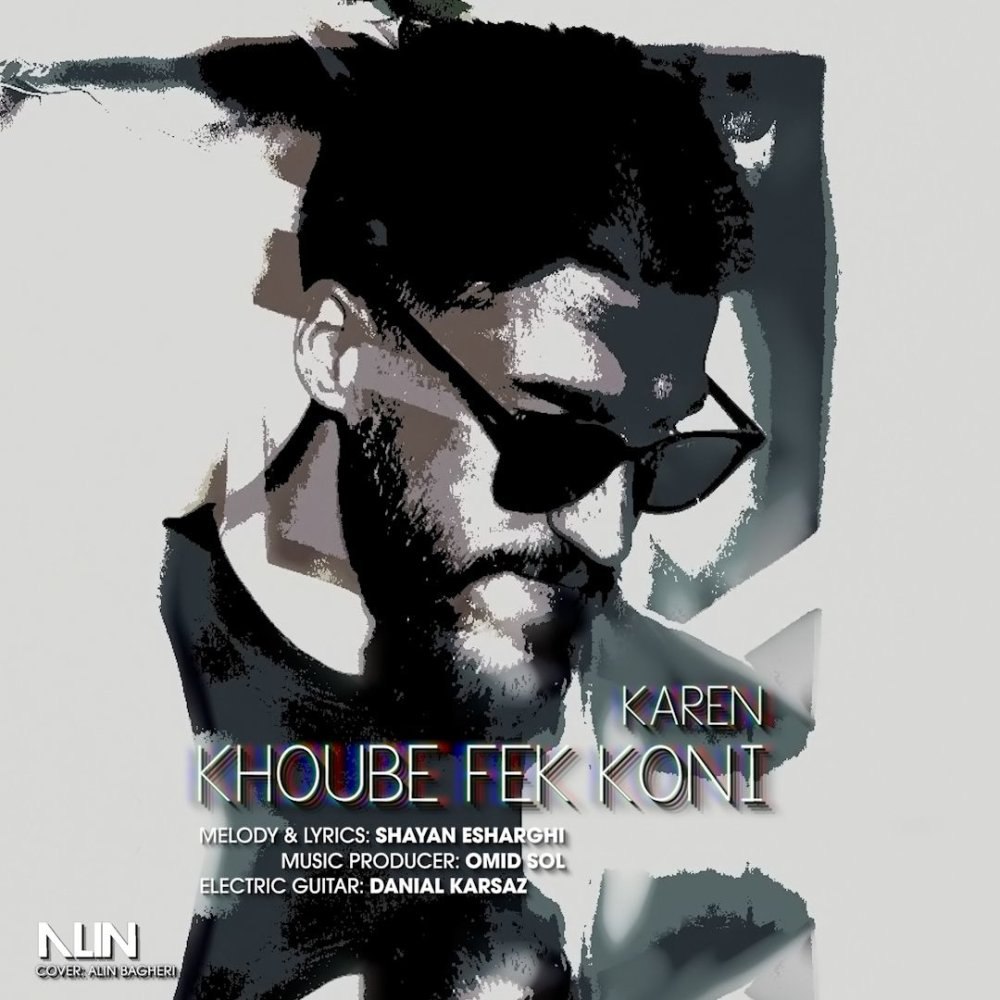 KAREN
KHOUBE FEK KONI
MELODY & LYRICS: SHAYAN ESHARGHI
MUSIC PRODUCER: OMID SOL
ELECTRIC GUITAR: DANIAL KARSAZ
ALIN
COVER: ALIN BAGHERI